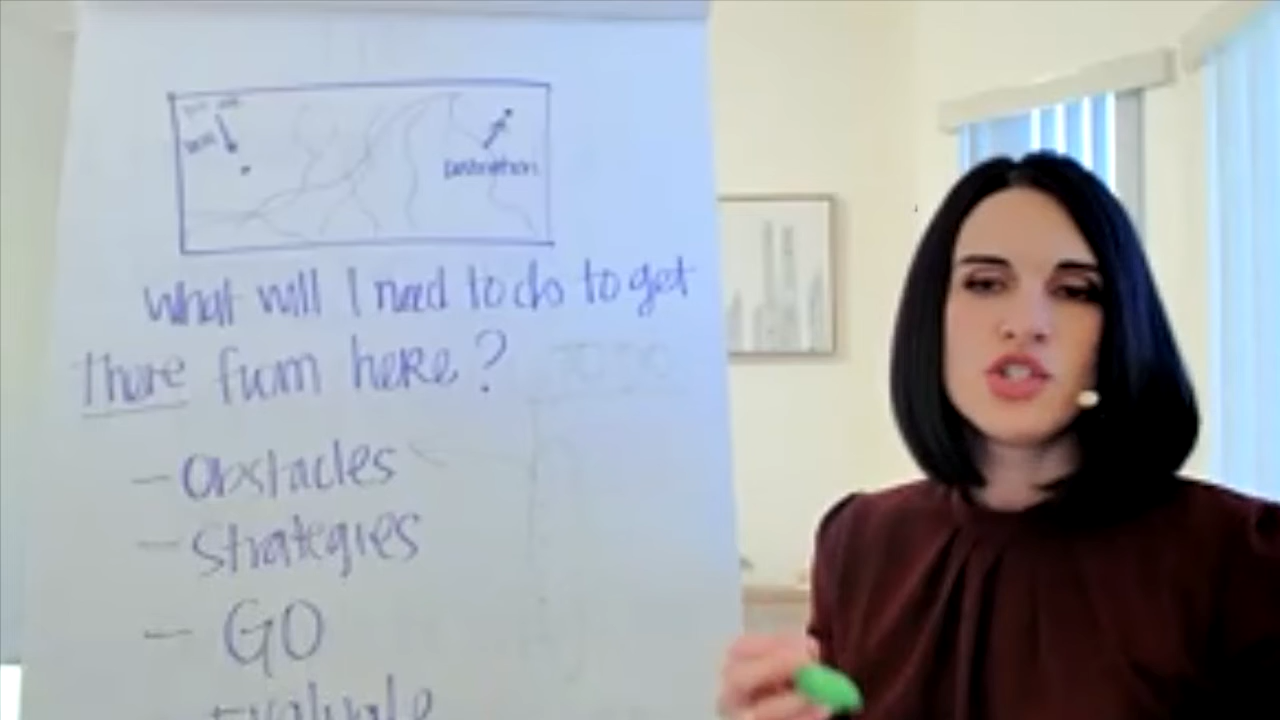 Destination
What will I need to do to get
there from here?
- Obstacles
- Strategies
- GO
- Evaluate